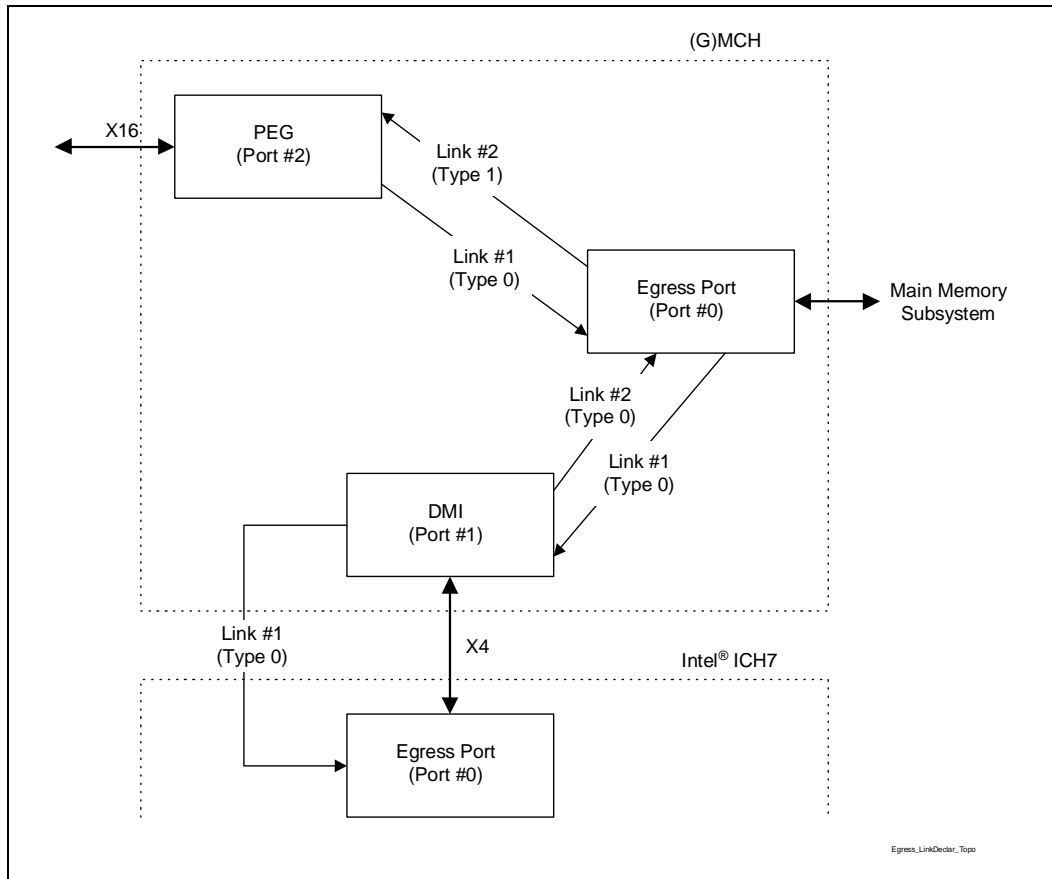 (G)MCH
X16
PEG
(Port #2)
Link #2
(Type 1)
Link #1
(Type 0)
Egress Port
(Port #0)
Main Memory
Subsystem
Link #2
(Type 0)
Link #1
(Type 0)
DMI
(Port #1)
Link #1
(Type 0)
X4
Intel® ICH7
Egress Port
(Port #0)
Egress_LinkDeclar_Topo